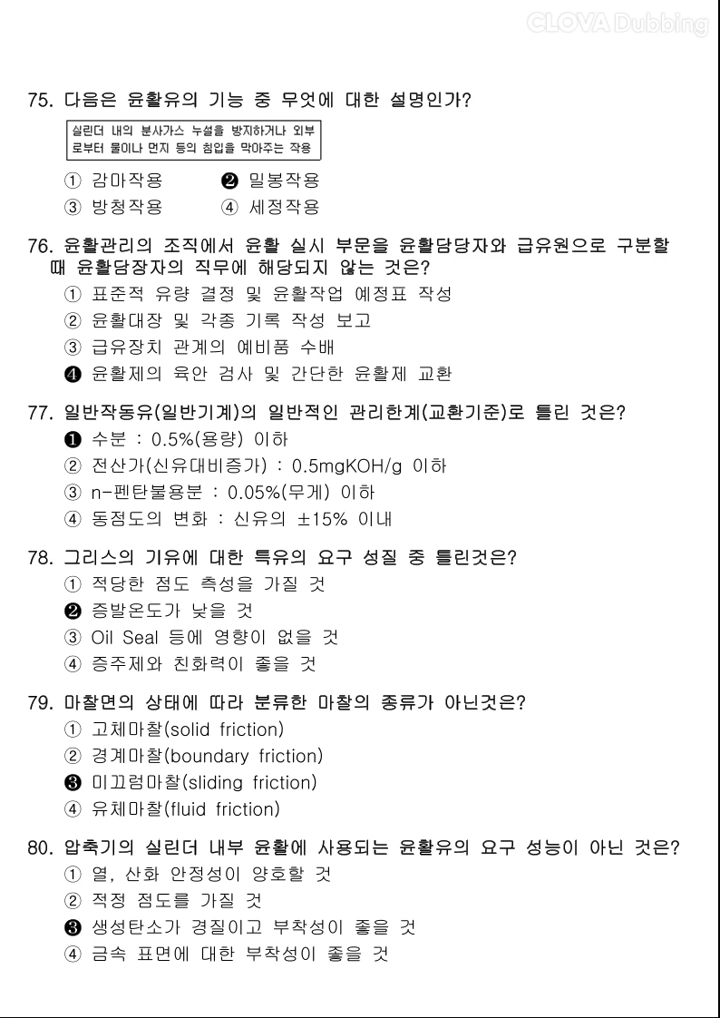 CLOVA Dubbing
75. 다음은 윤활유의 기능 중 무엇에 대한 설명인가?
실린더 내의 분사가스 누설을 방지하거나 외부
로부터 물이나 먼지 등의 침입을 막아주는 작용
① 감마작용 ❷ 밀봉작용
③ 방청작용 ④ 세정작용
76. 윤활관리의 조직에서 윤활 실시 부문을 윤활담당자와 급유원으로 구분할
때 윤활담장자의 직무에 해당되지 않는 것은?
① 표준적 유량 결정 및 윤활작업 예정표 작성
② 윤활대장 및 각종 기록 작성 보고
③ 급유장치 관계의 예비품 수배
❹ 윤활제의 육안 검사 및 간단한 윤활제 교환
77. 일반작동유(일반기계)의 일반적인 관리한계(교환기준)로 틀린 것은?
❶ 수분 : 0.5%(용량) 이하
② 전산가(신유대비증가) : 0.5mgKOH/g 이하
③ n-펜탄불용분 : 0.05%(무게) 이하
④ 동점도의 변화 : 신유의 ±15% 이내
78. 그리스의 기유에 대한 특유의 요구 성질 중 틀린것은?
① 적당한 점도 측성을 가질 것
❷ 증발온도가 낮을 것
③ Oil Seal 등에 영향이 없을 것
④ 증주제와 친화력이 좋을 것
79. 마찰면의 상태에 따라 분류한 마찰의 종류가 아닌것은?
① 고체마찰(solid friction)
② 경계마찰(boundary friction)
❸ 미끄럼마찰(sliding friction)
④ 유체마찰(fluid friction)
80. 압축기의 실린더 내부 윤활에 사용되는 윤활유의 요구 성능이 아닌 것은?
① 열, 산화 안정성이 양호할 것
② 적정 점도를 가질 것
❸ 생성탄소가 경질이고 부착성이 좋을 것
④ 금속 표면에 대한 부착성이 좋을 것